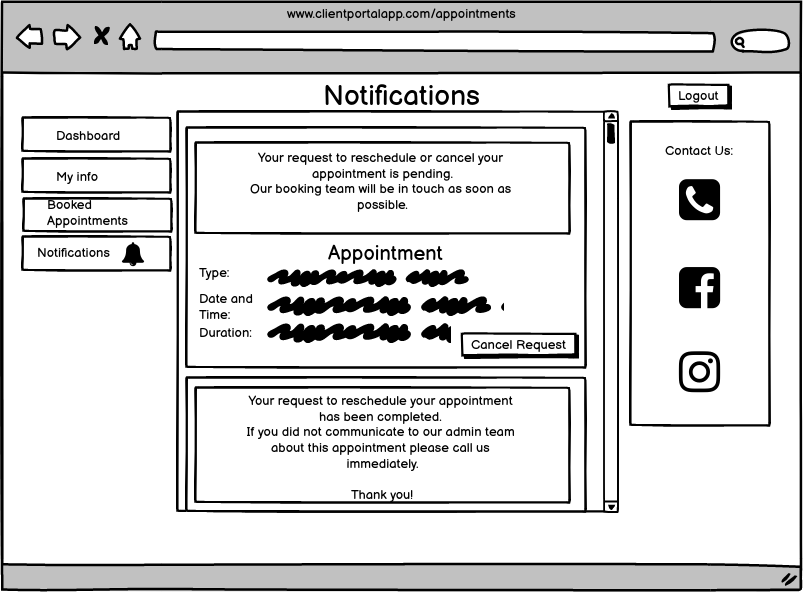 www.clientportalapp.com/appointments
Notifications
Logout
Dashboard
My info
Booked
Appointments
Notifications
Your request to reschedule or cancel your
appointment is pending.
Our booking team will be in touch as soon as
possible.
Appointment
Type:
Date and
Time:
Duration:
Cancel Request
Your request to reschedule your appointment
has been completed.
If you did not communicate to our admin team
about this appointment please call us
immediately.
Thank you!
Contact Us: